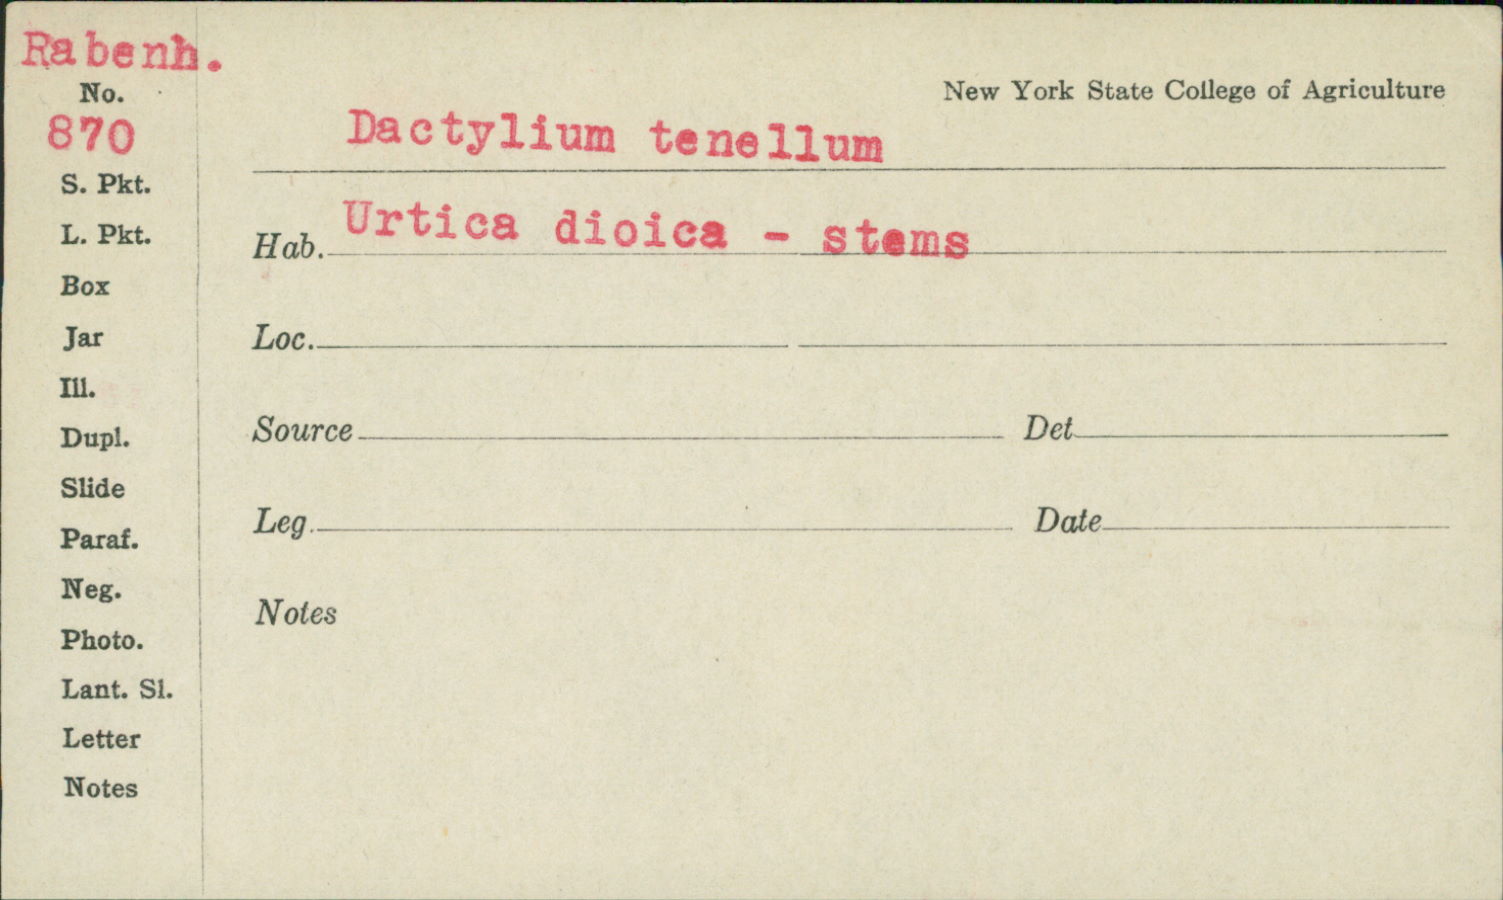 Rabenh.
No.
870
S. Pkt.
L. Pkt.
Box
Jar
Ill.
Dupl.
Slide
Paraf.
Neg.
Photo.
Lant. Sl.
Letter
Notes
New York State College of Agriculture
Dactylium tenellum
Hab. Urtica dioica - stems
Loc.
Source Det
Leg. Date
Notes